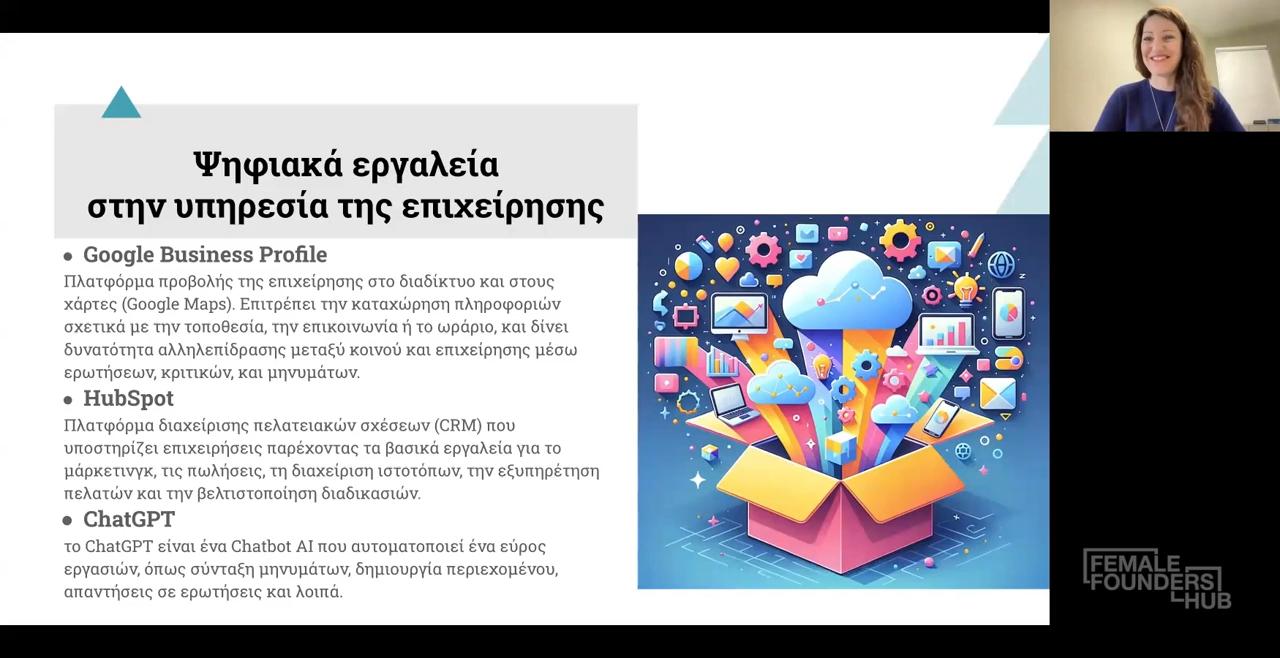 Ψηφιακά εργαλεία
στην υπηρεσία της επιχείρησης
● Google Business Profile
Πλατφόρμα προβολής της επιχείρησης στο διαδίκτυο και στους
χάρτες (Google Maps). Επιτρέπει την καταχώρηση πληροφοριών
σχετικά με την τοποθεσία, την επικοινωνία ή το ωράριο, και δίνει
δυνατότητα αλληλεπίδρασης μεταξύ κοινού και επιχείρησης μέσω
ερωτήσεων, κριτικών, και μηνυμάτων.
● HubSpot
Πλατφόρμα διαχείρισης πελατειακών σχέσεων (CRM) που
υποστηρίζει επιχειρήσεις παρέχοντας τα βασικά εργαλεία για το
μάρκετινγκ, τις πωλήσεις, τη διαχείριση ιστοτόπων, την εξυπηρέτηση
πελατών και την βελτιστοποίηση διαδικασιών.
● ChatGPT
το ChatGPT είναι ένα Chatbot AI που αυτοματοποιεί ένα εύρος
εργασιών, όπως σύνταξη μηνυμάτων, δημιουργία περιεχομένου,
απαντήσεις σε ερωτήσεις και λοιπά.
FEMALE
FOUNDERS
HUB